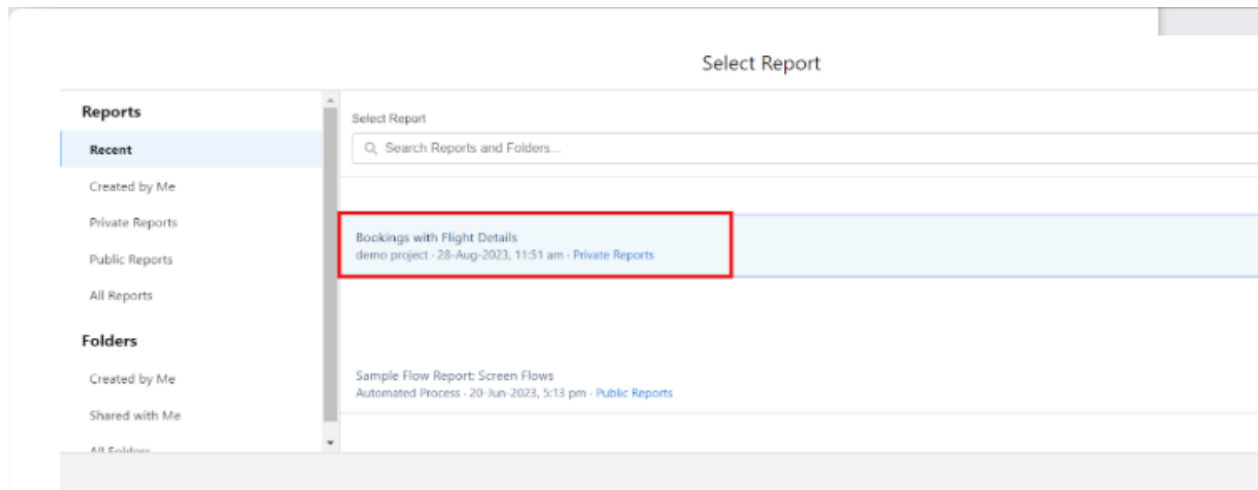 Select Report
Reports
Recent
Created by Me
Private Reports
Public Reports
All Reports
Folders
Created by Me
Shared with Me
All Folders
Select Report
Search Reports and Folders...
Bookings with Flight Details
demo project · 28-Aug-2023, 11:51 am · Private Reports
Sample Flow Report: Screen Flows
Automated Process · 20-Jun-2023, 5:13 pm · Public Reports